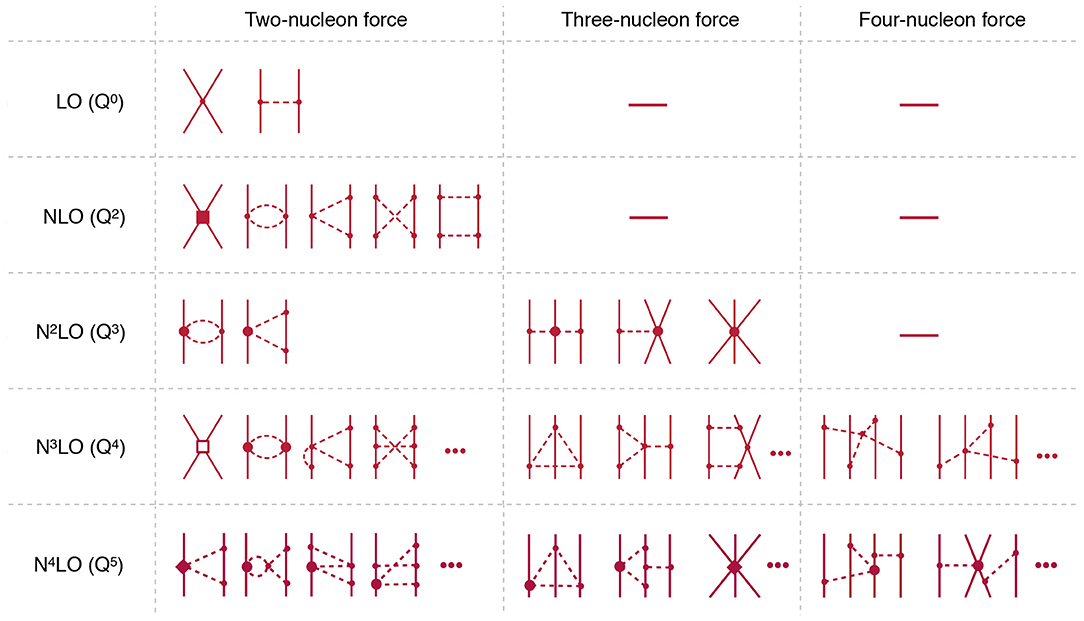 Two-nucleon force Three-nucleon force Four-nucleon force
LO (Q⁰)
NLO (Q²)
N²LO (Q³)
N³LO (Q⁴)
N⁴LO (Q⁵)